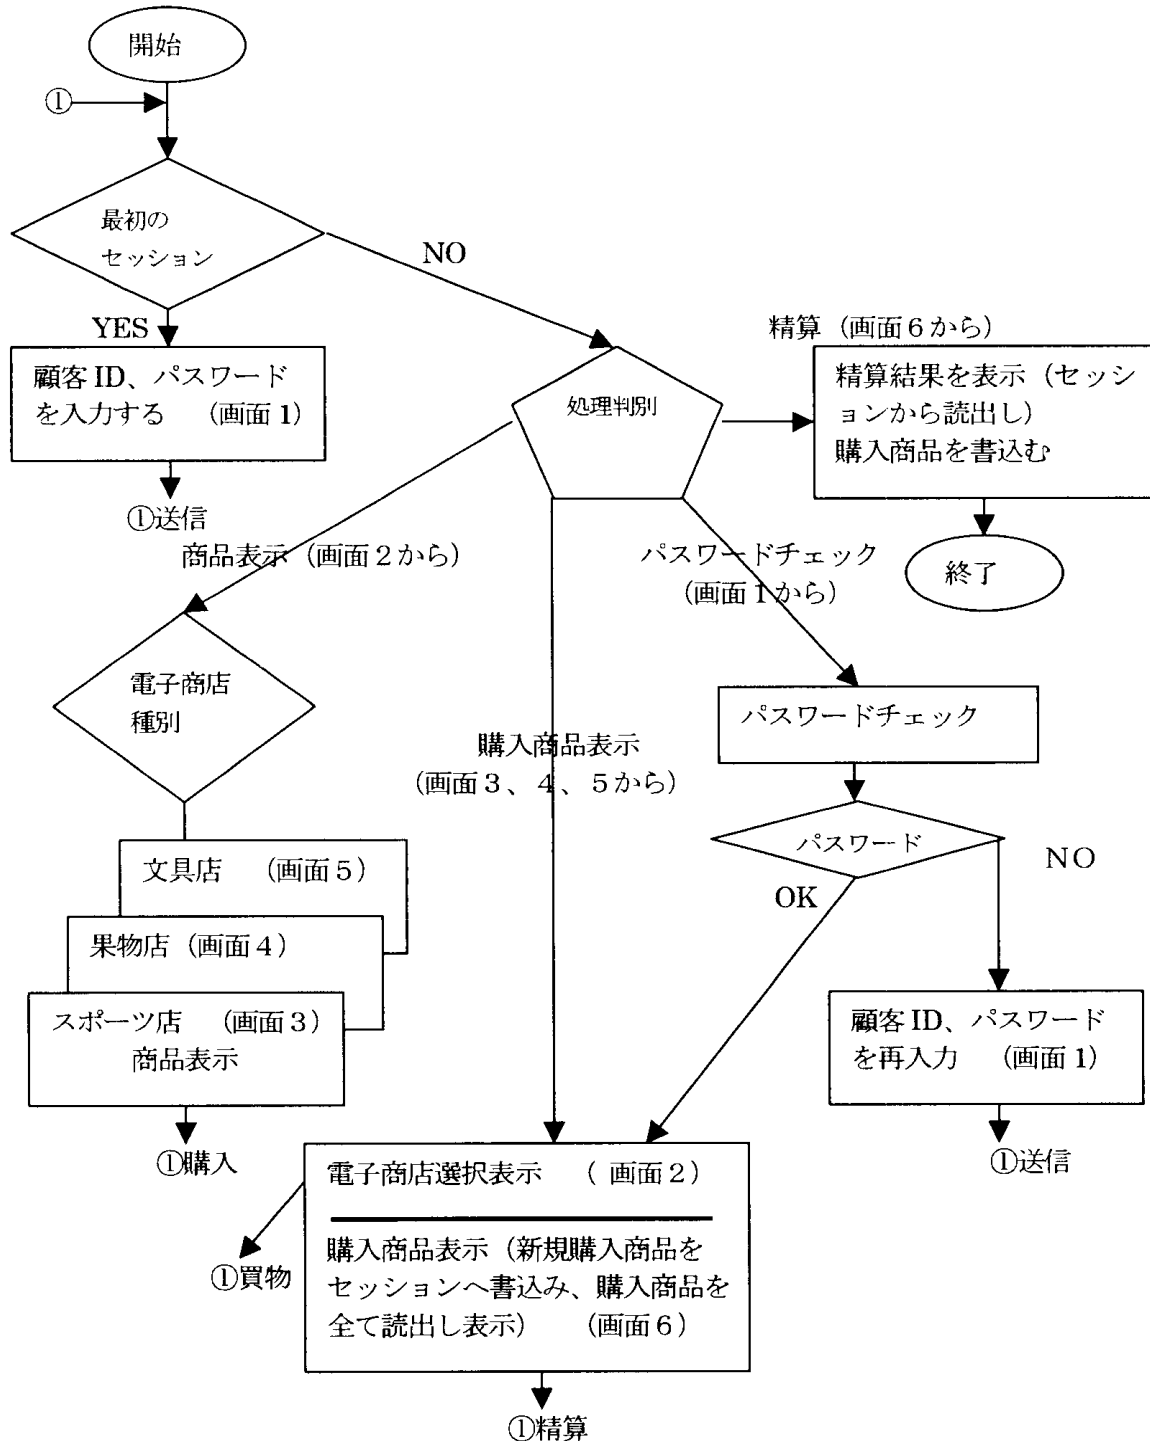 開始
①
最初の
セッション
NO
YES
顧客 ID、パスワード
を入力する (画面 1)
①送信
処理判別
精算 (画面６から)
精算結果を表示（セッシ
ョンから読出し）
購入商品を書込む
終了
商品表示 (画面２から)
パスワードチェック
(画面 1 から)
電子商店
種別
購入商品表示
(画面３、４、５から)
パスワードチェック
パスワード
NO
OK
文具店 (画面５)
果物店 (画面４)
スポーツ店 (画面３)
商品表示
①購入
顧客 ID、パスワード
を再入力 (画面 1)
①送信
電子商店選択表示 ( 画面２)
購入商品表示（新規購入商品を
セッションへ書込み、購入商品を
全て読出し表示） (画面６)
①買物
①精算